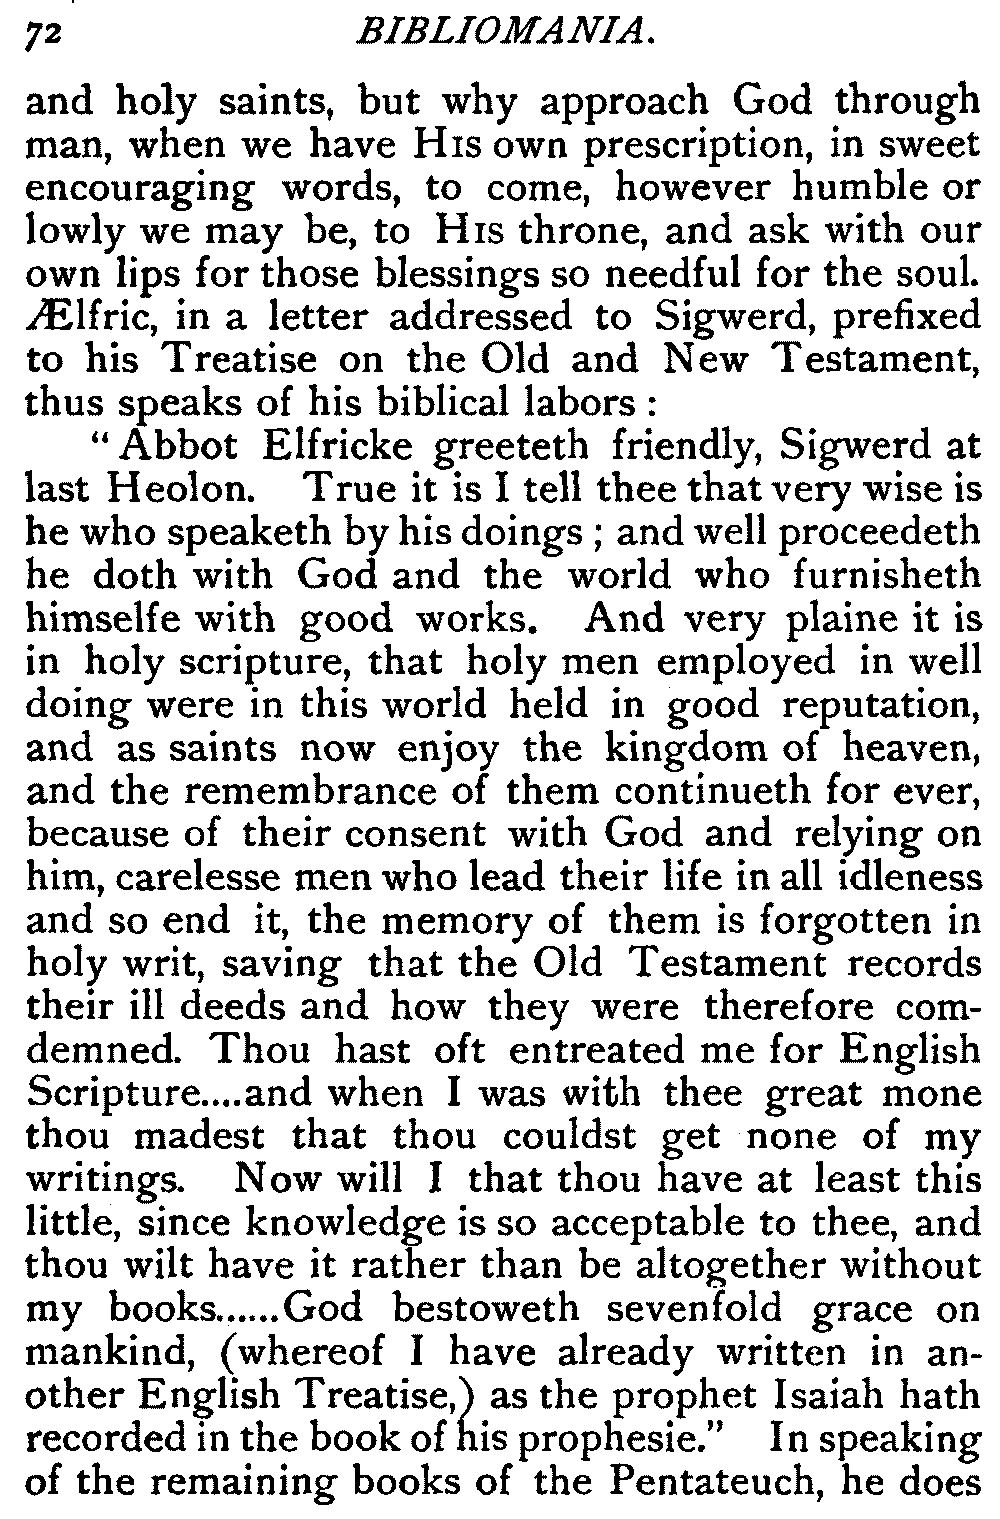 72 BIBLIOMANIA.
and holy saints, but why approach God through
man, when we have His own prescription, in sweet
encouraging words, to come, however humble or
lowly we may be, to His throne, and ask with our
own lips for those blessings so needful for the soul.
Ælfric, in a letter addressed to Sigwerd, prefixed
to his Treatise on the Old and New Testament,
thus speaks of his biblical labors :
“ Abbot Elfricke greeteth friendly, Sigwerd at
last Heolon. True it is I tell thee that very wise is
he who speaketh by his doings ; and well proceedeth
he doth with God and the world who furnisheth
himselfe with good works. And very plaine it is
in holy scripture, that holy men employed in well
doing were in this world held in good reputation,
and as saints now enjoy the kingdom of heaven,
and the remembrance of them continueth for ever,
because of their consent with God and relying on
him, carelesse men who lead their life in all idleness
and so end it, the memory of them is forgotten in
holy writ, saving that the Old Testament records
their ill deeds and how they were therefore com-
demned. Thou hast oft entreated me for English
Scripture....and when I was with thee great mone
thou madest that thou couldst get none of my
writings. Now will I that thou have at least this
little, since knowledge is so acceptable to thee, and
thou wilt have it rather than be altogether without
my books......God bestoweth sevenfold grace on
mankind, (whereof I have already written in an-
other English Treatise,) as the prophet Isaiah hath
recorded in the book of his prophesie.” In speaking
of the remaining books of the Pentateuch, he does